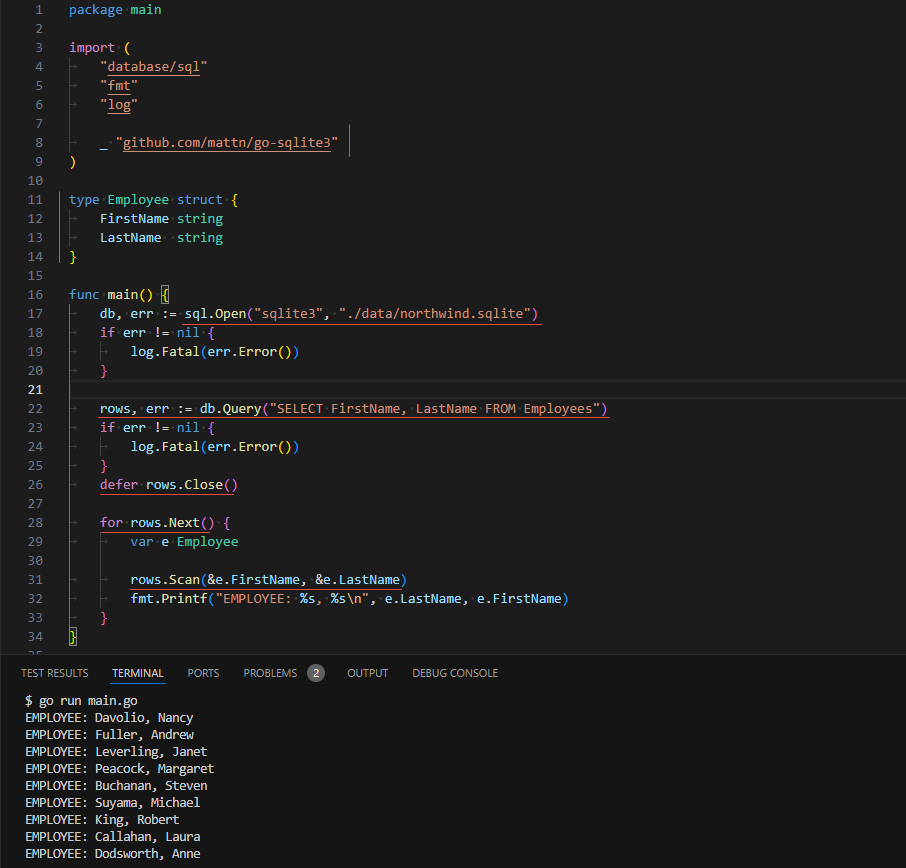 1 package main
2
3 import (
4 "database/sql"
5 "fmt"
6 "log"
7
8 _ "github.com/mattn/go-sqlite3"
9 )
10
11 type Employee struct {
12 FirstName string
13 LastName string
14 }
15
16 func main() {
17 db, err := sql.Open("sqlite3", "./data/northwind.sqlite")
18 if err != nil {
19 log.Fatal(err.Error())
20 }
21
22 rows, err := db.Query("SELECT FirstName, LastName FROM Employees")
23 if err != nil {
24 log.Fatal(err.Error())
25 }
26 defer rows.Close()
27
28 for rows.Next() {
29 var e Employee
30
31 rows.Scan(&e.FirstName, &e.LastName)
32 fmt.Printf("EMPLOYEE: %s, %s\n", e.LastName, e.FirstName)
33 }
34 }
35
TEST RESULTS TERMINAL PORTS PROBLEMS 2 OUTPUT DEBUG CONSOLE
$ go run main.go
EMPLOYEE: Davolio, Nancy
EMPLOYEE: Fuller, Andrew
EMPLOYEE: Leverling, Janet
EMPLOYEE: Peacock, Margaret
EMPLOYEE: Buchanan, Steven
EMPLOYEE: Suyama, Michael
EMPLOYEE: King, Robert
EMPLOYEE: Callahan, Laura
EMPLOYEE: Dodsworth, Anne